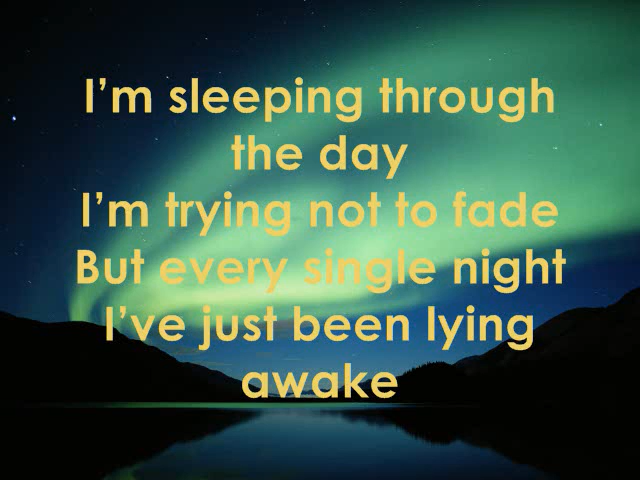 I’m sleeping through
the day
I’m trying not to fade
But every single night
I’ve just been lying
awake